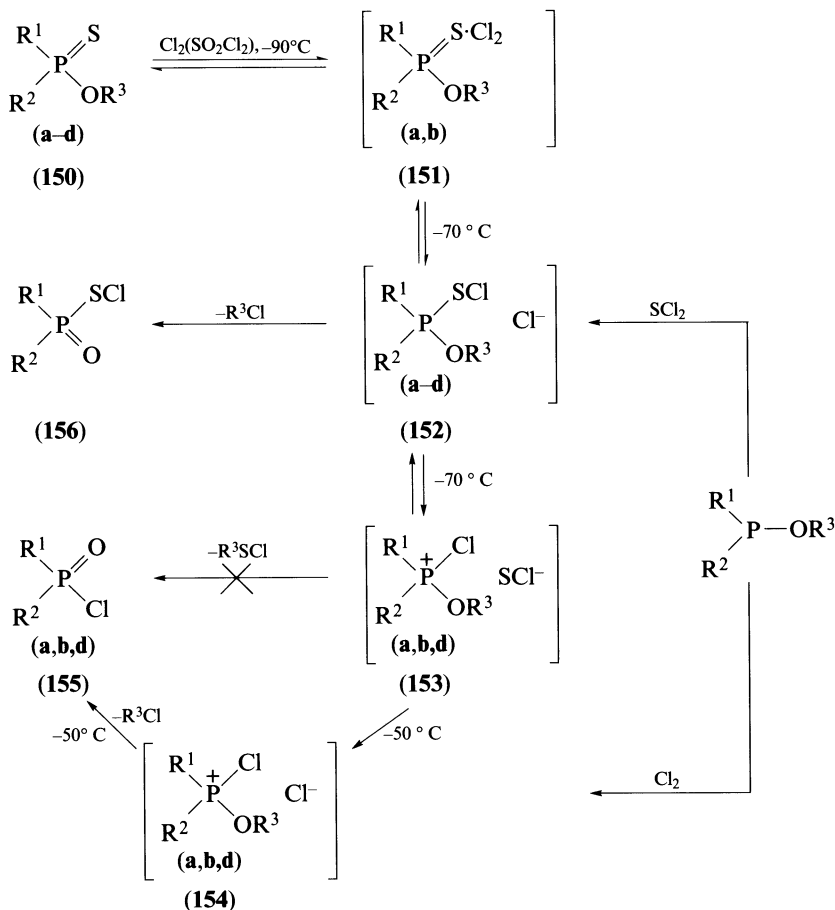 R¹ S Cl₂(SO₂Cl₂), –90°C R¹ S·Cl₂
P P
R² OR³ R² OR³
(a–d) (a,b)
(150) (151)
–70 ° C
R¹ SCl –R³Cl R¹ SCl Cl⁻ SCl₂
P P
R² O R² OR³
(a–d)
(156) (152)
–70 ° C
R¹ P–OR³
R²
R¹ O –R³SCl R¹ + Cl SCl⁻
P P
R² Cl R² OR³
(a,b,d) (a,b,d)
(155) (153)
–R³Cl
–50° C –50° C
R¹ + Cl Cl⁻ Cl₂
P
R² OR³
(a,b,d)
(154)